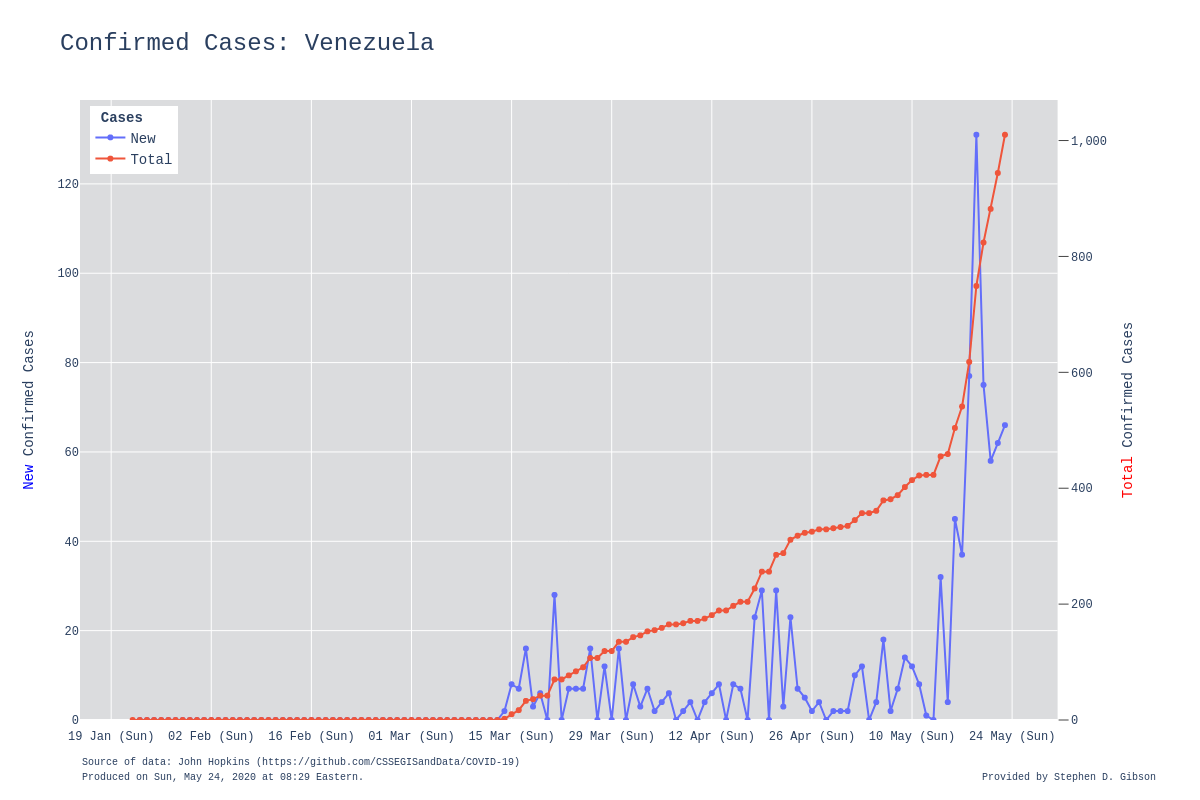 Confirmed Cases: Venezuela
Cases
New
Total
120
100
80
60
40
20
0
New Confirmed Cases
1,000
800
600
400
200
0
Total Confirmed Cases
19 Jan (Sun) 02 Feb (Sun) 16 Feb (Sun) 01 Mar (Sun) 15 Mar (Sun) 29 Mar (Sun) 12 Apr (Sun) 26 Apr (Sun) 10 May (Sun) 24 May (Sun)
Source of data: John Hopkins (https://github.com/CSSEGISandData/COVID-19)
Produced on Sun, May 24, 2020 at 08:29 Eastern.
Provided by Stephen D. Gibson